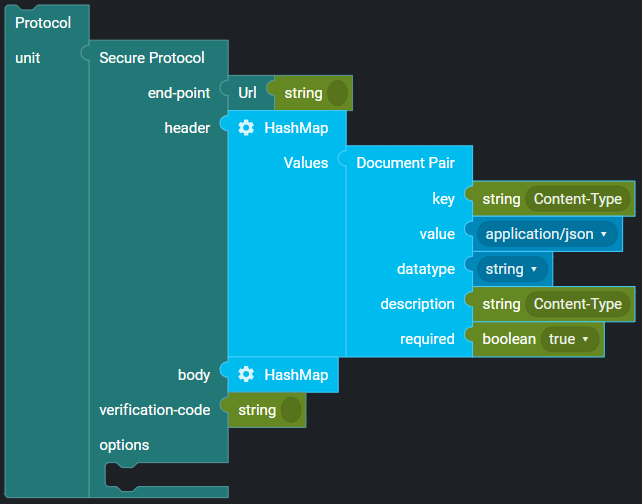 Protocol
unit Secure Protocol
end-point Url string
header HashMap
Values Document Pair
key string Content-Type
value application/json
datatype string
description string Content-Type
required boolean true
body HashMap
verification-code string
options